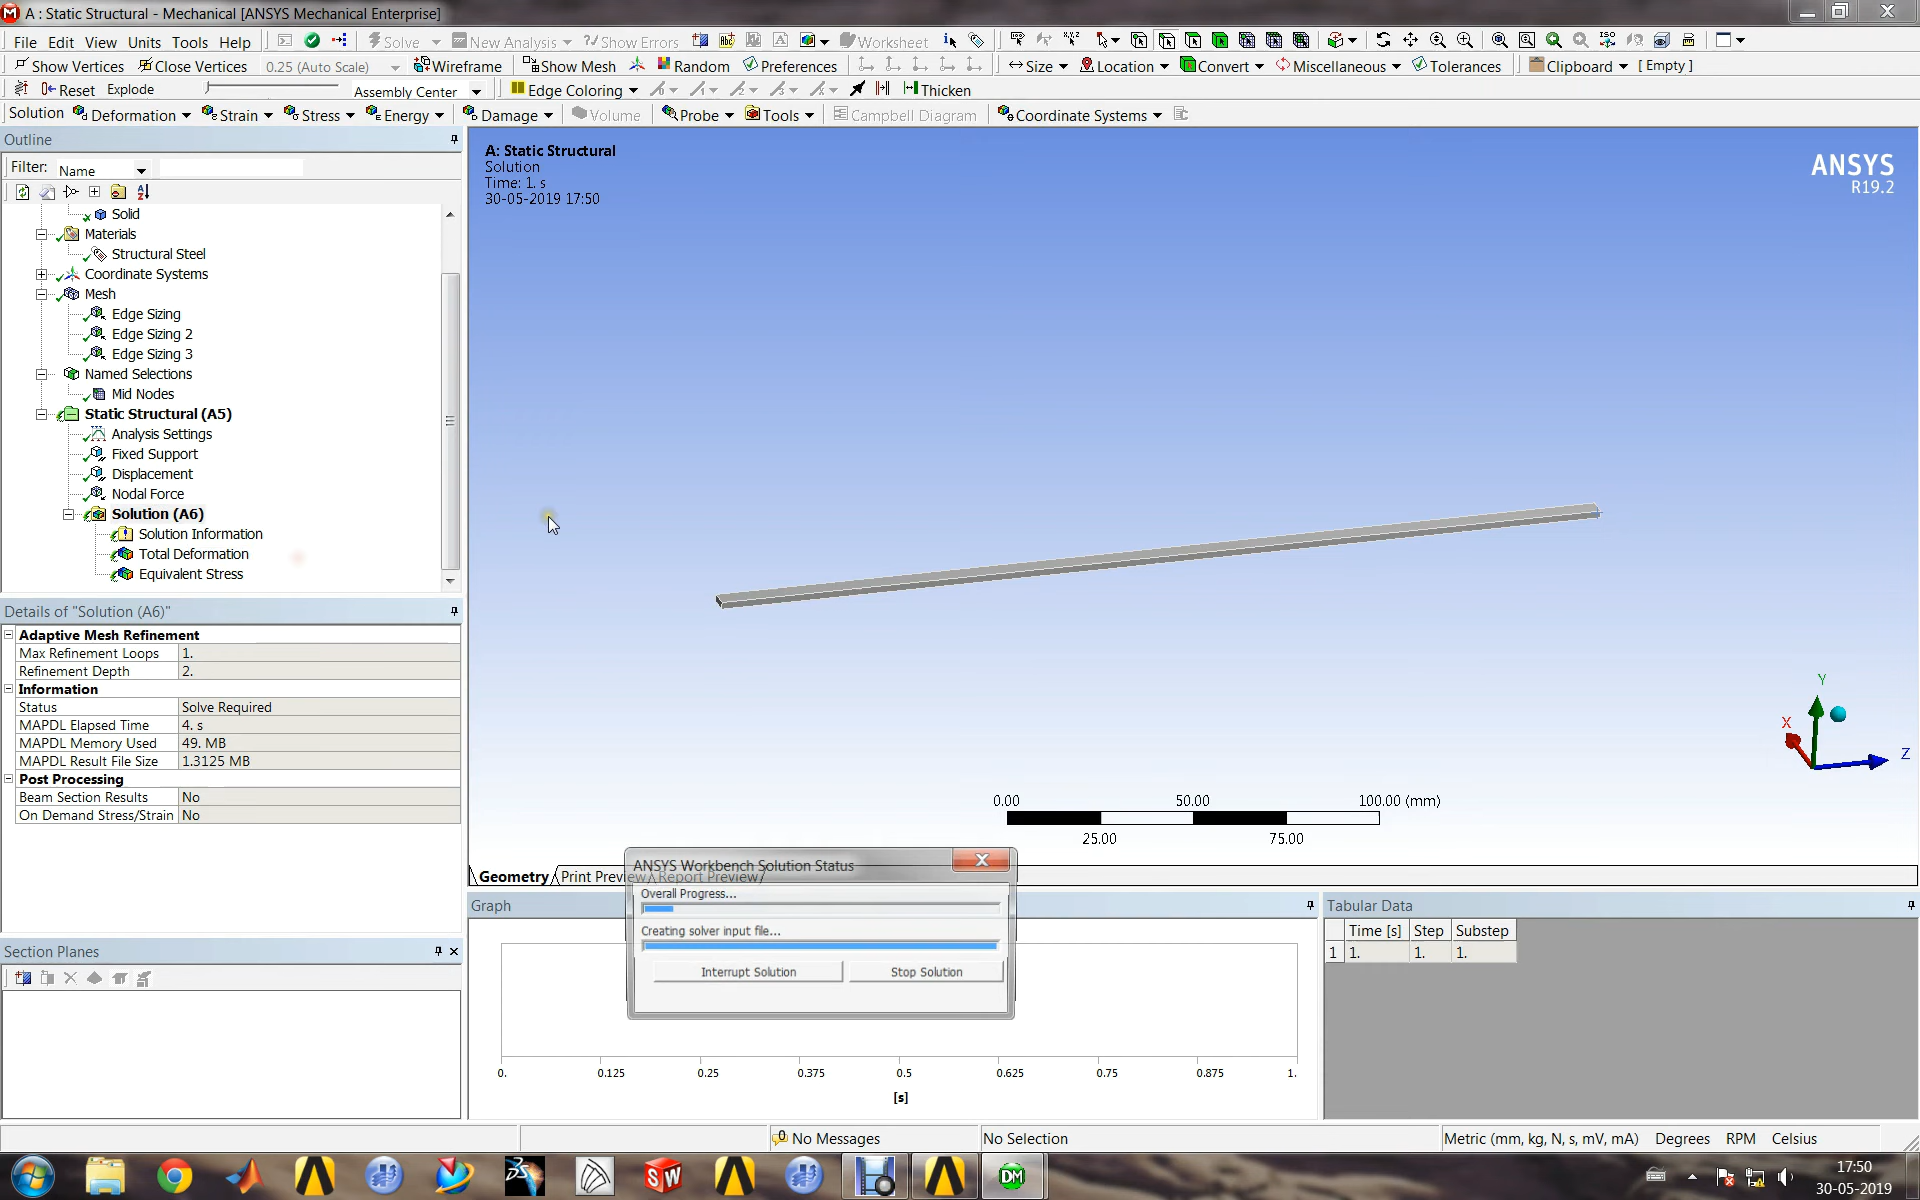 A : Static Structural - Mechanical [ANSYS Mechanical Enterprise]
File Edit View Units Tools Help Solve New Analysis ?/Show Errors Worksheet
Show Vertices Close Vertices 0.25 (Auto Scale) Wireframe Show Mesh Random Preferences Size Location Convert Miscellaneous Tolerances Clipboard [ Empty ]
Reset Explode Assembly Center Edge Coloring Thicken
Solution Deformation Strain Stress Energy Damage Volume Probe Tools Campbell Diagram Coordinate Systems
Outline
Filter: Name
Solid
Materials
Structural Steel
Coordinate Systems
Mesh
Edge Sizing
Edge Sizing 2
Edge Sizing 3
Named Selections
Mid Nodes
Static Structural (A5)
Analysis Settings
Fixed Support
Displacement
Nodal Force
Solution (A6)
Solution Information
Total Deformation
Equivalent Stress
Details of "Solution (A6)"
Adaptive Mesh Refinement
Max Refinement Loops 1.
Refinement Depth 2.
Information
Status Solve Required
MAPDL Elapsed Time 4. s
MAPDL Memory Used 49. MB
MAPDL Result File Size 1.3125 MB
Post Processing
Beam Section Results No
On Demand Stress/Strain No
Section Planes
A: Static Structural
Solution
Time: 1. s
30-05-2019 17:50
ANSYS
R19.2
Y
X
Z
0.00 50.00 100.00 (mm)
25.00 75.00
Geometry Print Preview Report Preview
ANSYS Workbench Solution Status
Overall Progress...
Creating solver input file...
Interrupt Solution Stop Solution
Graph
0. 0.125 0.25 0.375 0.5 0.625 0.75 0.875 1.
[s]
Tabular Data
Time [s] Step Substep
1 1. 1. 1.
0 No Messages No Selection Metric (mm, kg, N, s, mV, mA) Degrees RPM Celsius
DS SW DM
17:50
30-05-2019